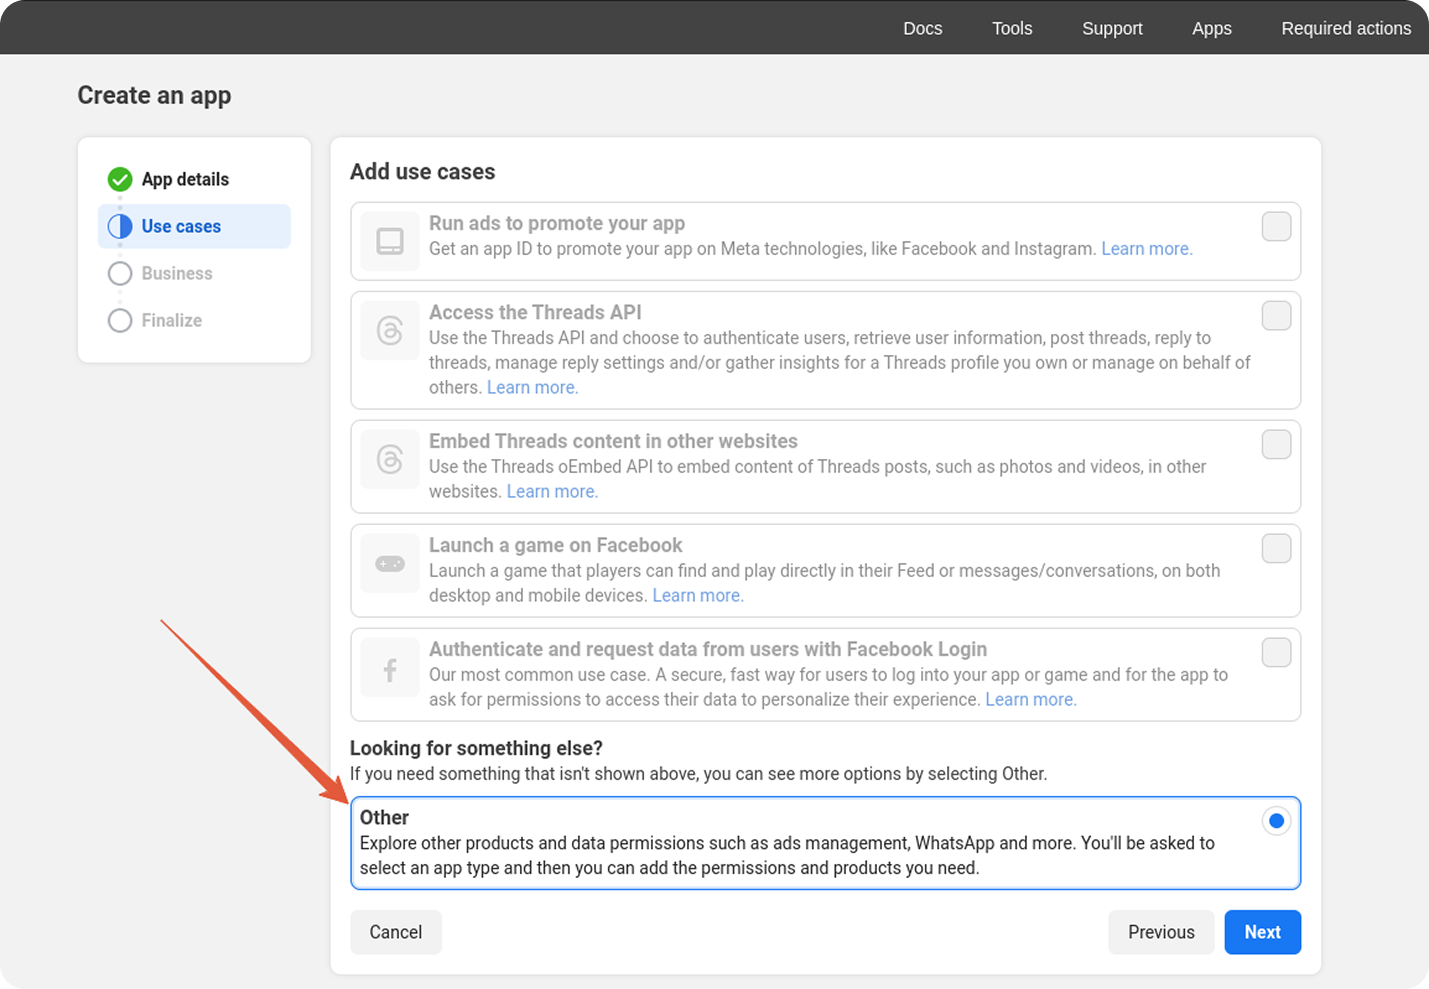 Docs Tools Support Apps Required actions
Create an app
App details
Use cases
Business
Finalize
Add use cases
Run ads to promote your app
Get an app ID to promote your app on Meta technologies, like Facebook and Instagram. Learn more.
Access the Threads API
Use the Threads API and choose to authenticate users, retrieve user information, post threads, reply to
threads, manage reply settings and/or gather insights for a Threads profile you own or manage on behalf of
others. Learn more.
Embed Threads content in other websites
Use the Threads oEmbed API to embed content of Threads posts, such as photos and videos, in other
websites. Learn more.
Launch a game on Facebook
Launch a game that players can find and play directly in their Feed or messages/conversations, on both
desktop and mobile devices. Learn more.
Authenticate and request data from users with Facebook Login
Our most common use case. A secure, fast way for users to log into your app or game and for the app to
ask for permissions to access their data to personalize their experience. Learn more.
Looking for something else?
If you need something that isn't shown above, you can see more options by selecting Other.
Other
Explore other products and data permissions such as ads management, WhatsApp and more. You'll be asked to
select an app type and then you can add the permissions and products you need.
Cancel Previous Next